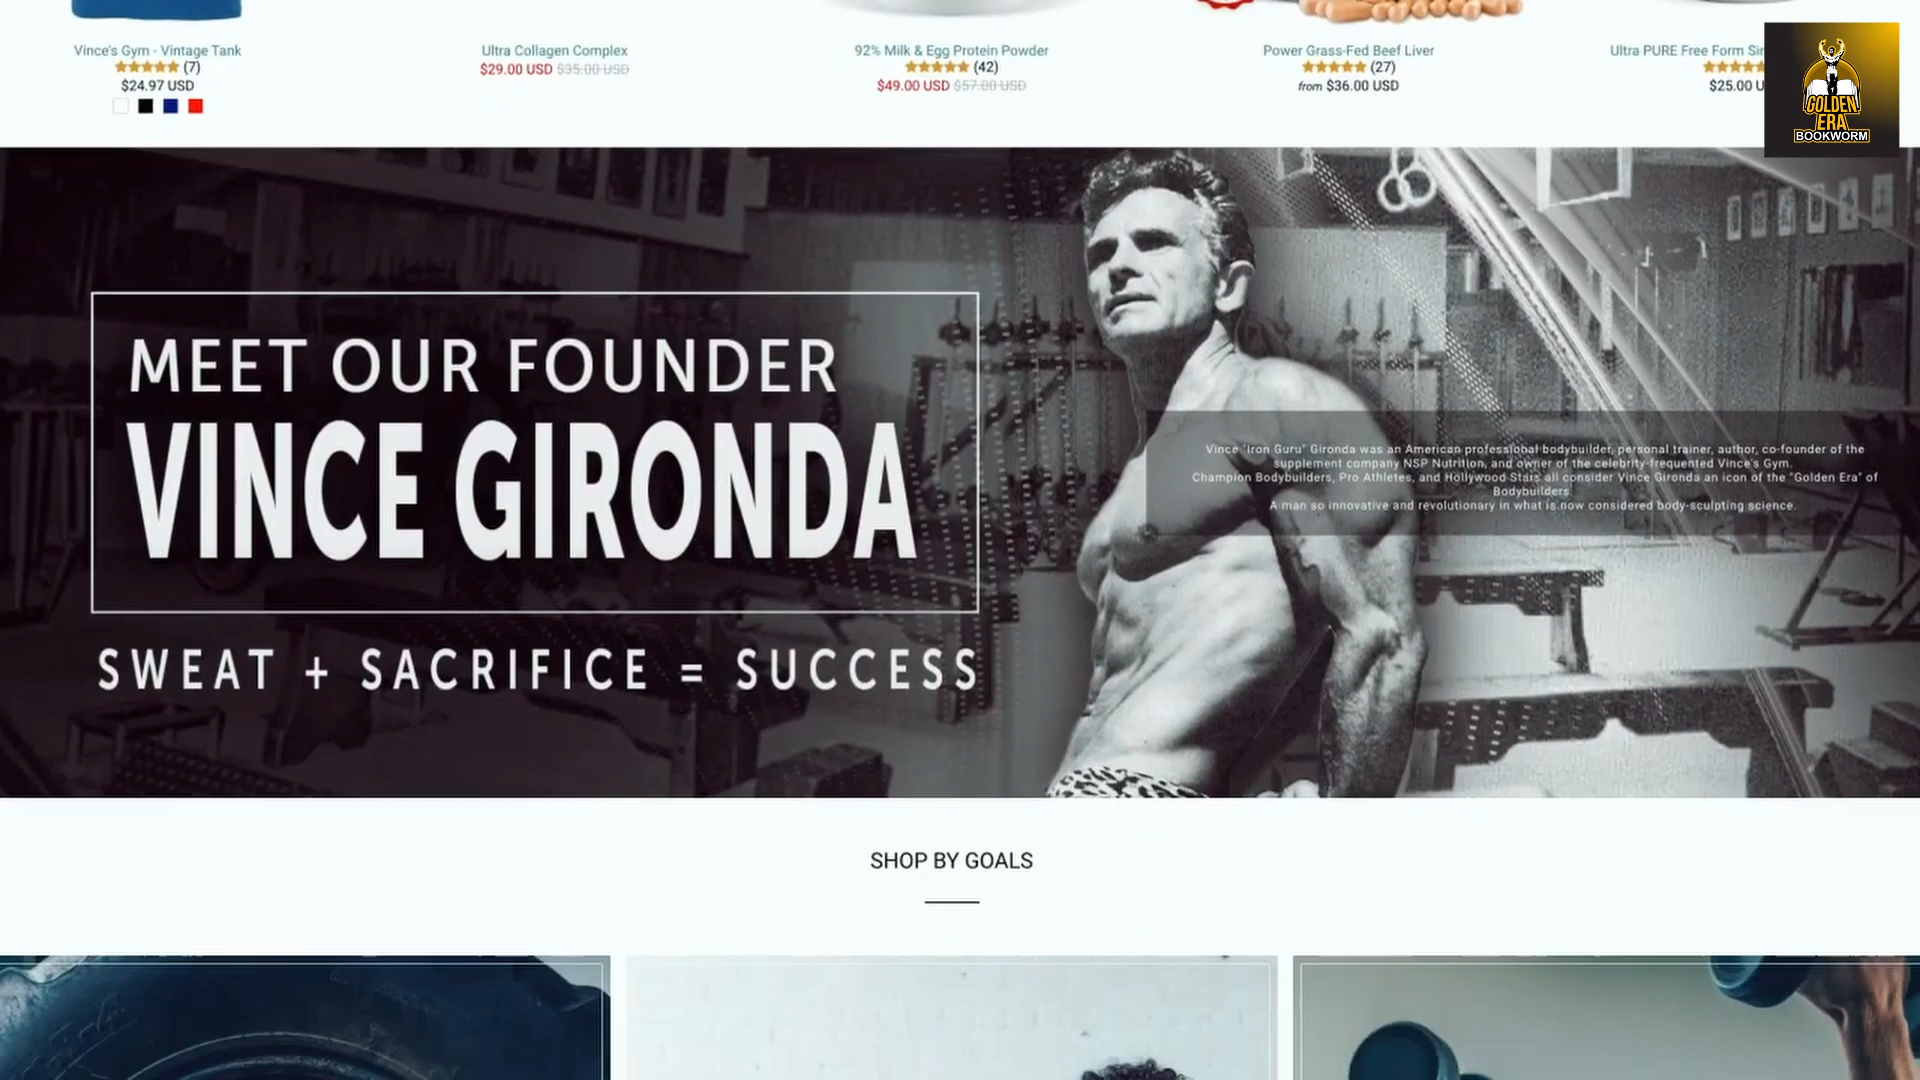 Vince's Gym - Vintage Tank
(7)
$24.97 USD
Ultra Collagen Complex
$29.00 USD $35.00 USD
92% Milk & Egg Protein Powder
(42)
$49.00 USD $57.00 USD
Power Grass-Fed Beef Liver
(27)
from $36.00 USD
Ultra PURE Free Form
$25.00 U
GOLDEN
ERA
BOOKWORM
MEET OUR FOUNDER
VINCE GIRONDA
SWEAT + SACRIFICE = SUCCESS
Vince "Iron Guru" Gironda was an American professional bodybuilder, personal trainer, author, co-founder of the
supplement company NSP Nutrition, and owner of the celebrity-frequented Vince's Gym.
Champion Bodybuilders, Pro Athletes, and Hollywood Stars all consider Vince Gironda an icon of the "Golden Era" of
Bodybuilders
A man so innovative and revolutionary in what is now considered body-sculpting science.
SHOP BY GOALS